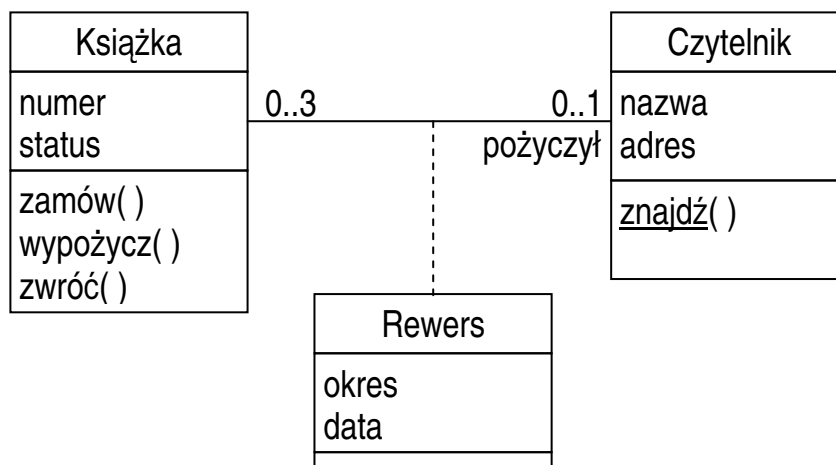 Książka
numer
status
zamów( )
wypożycz( )
zwróć( )
0..3
0..1
pożyczył
Czytelnik
nazwa
adres
znajdź( )
Rewers
okres
data